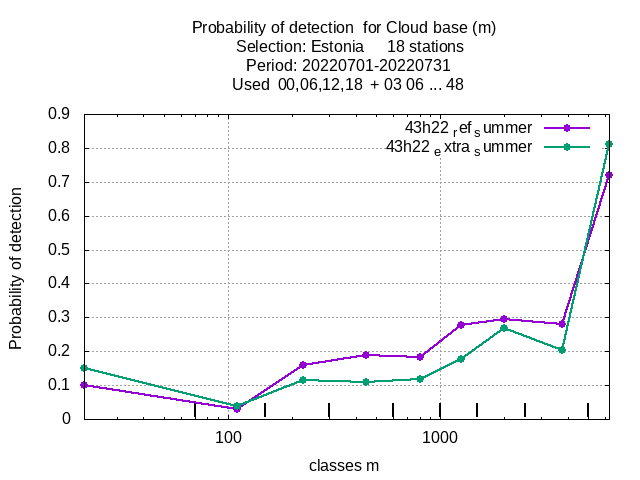 Probability of detection  for Cloud base (m)
Selection: Estonia     18 stations
Period: 20220701-20220731
Used  00,06,12,18  + 03 06 ... 48
43h22 ref summer
43h22 extra summer
0.9
0.8
0.7
0.6
0.5
0.4
0.3
0.2
0.1
0
Probability of detection
100
1000
classes m